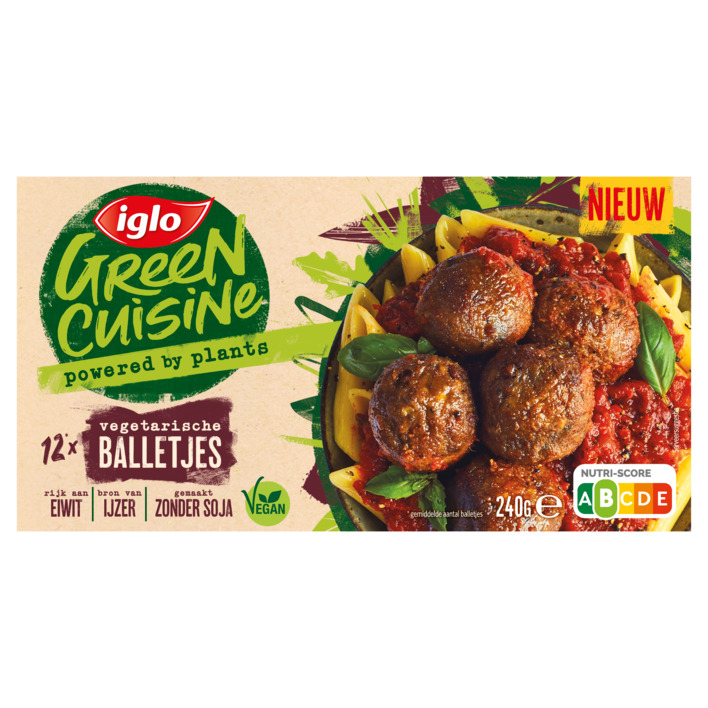 iglo
GREEN
CUISINE
powered by plants
NIEUW
12x
vegetarische
BALLETJES
rijk aan
EIWIT
bron van
IJZER
gemaakt
ZONDER SOJA
VEGAN
* gemiddelde aantal balletjes
240G e
NUTRI-SCORE
A B C D E